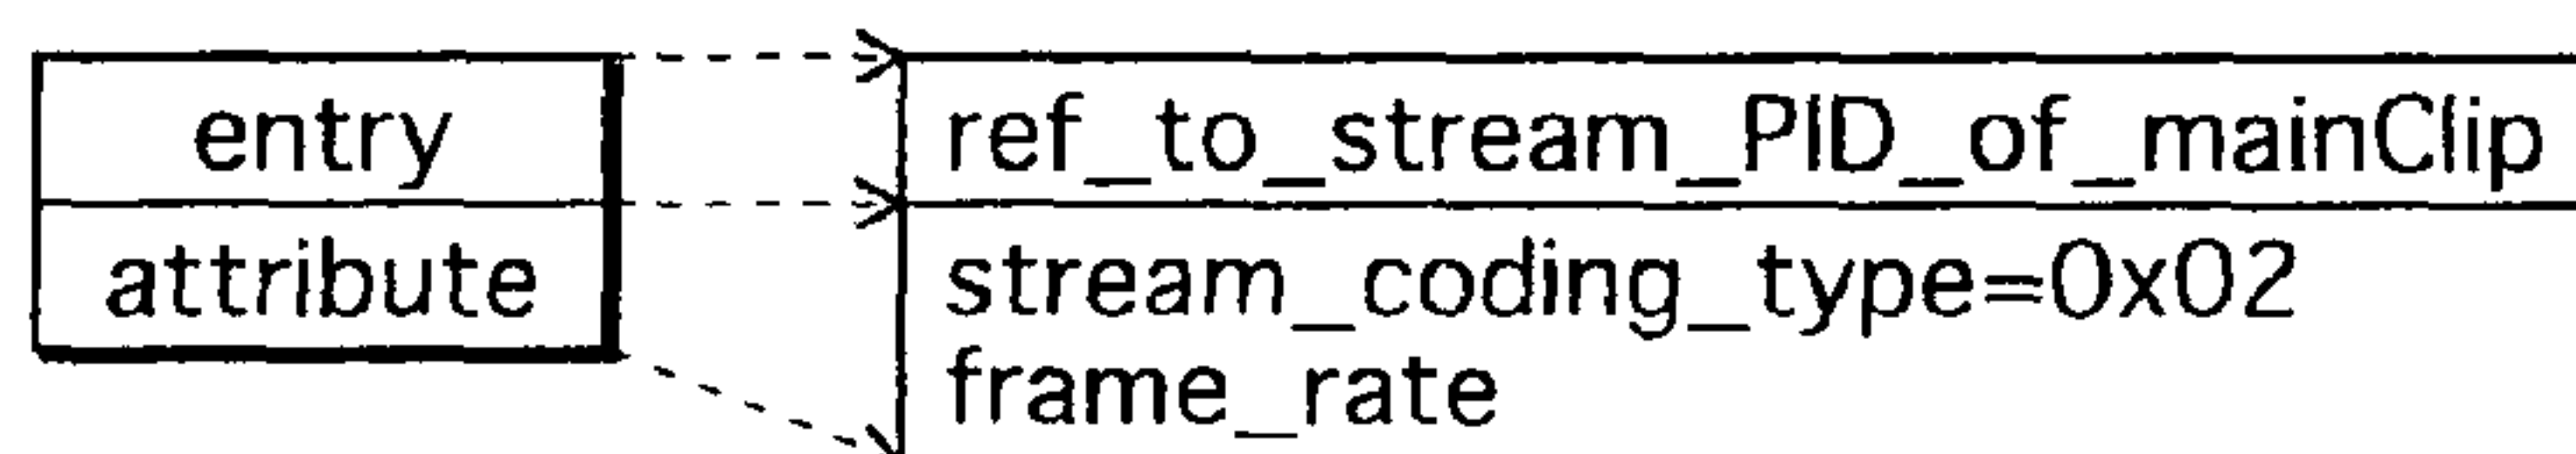 entry
ref_to_stream_PID_of_mainClip
attribute
stream_coding_type=0x02
frame_rate